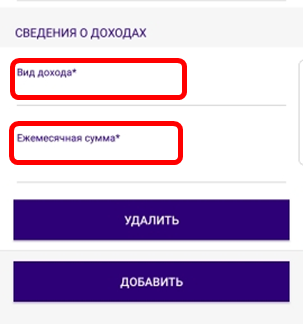 СВЕДЕНИЯ О ДОХОДАХ
Вид дохода*
Ежемесячная сумма*
УДАЛИТЬ
ДОБАВИТЬ